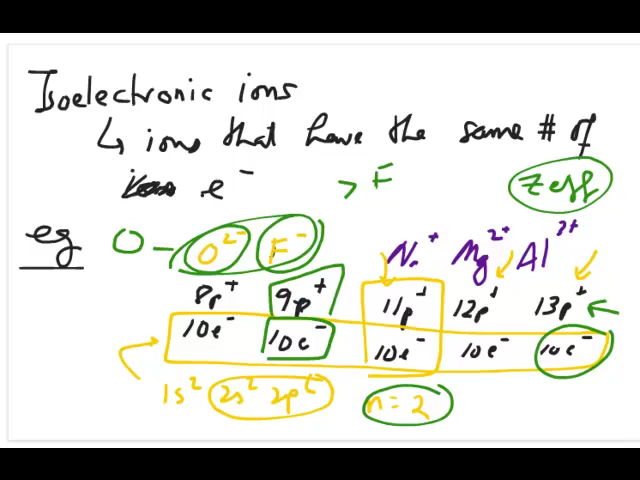 Isoelectronic ions
↳ ions that have the same # of
e⁻ > F Zeff
eg O – O²⁻ F⁻ Na⁺ Mg²⁺ Al³⁺
8p⁺ 9p⁺ 11p⁺ 12p⁺ 13p⁺ ←
10e⁻ 10e⁻ 10e⁻ 10e⁻ 10e⁻
1s² 2s² 2p⁶ n = 2